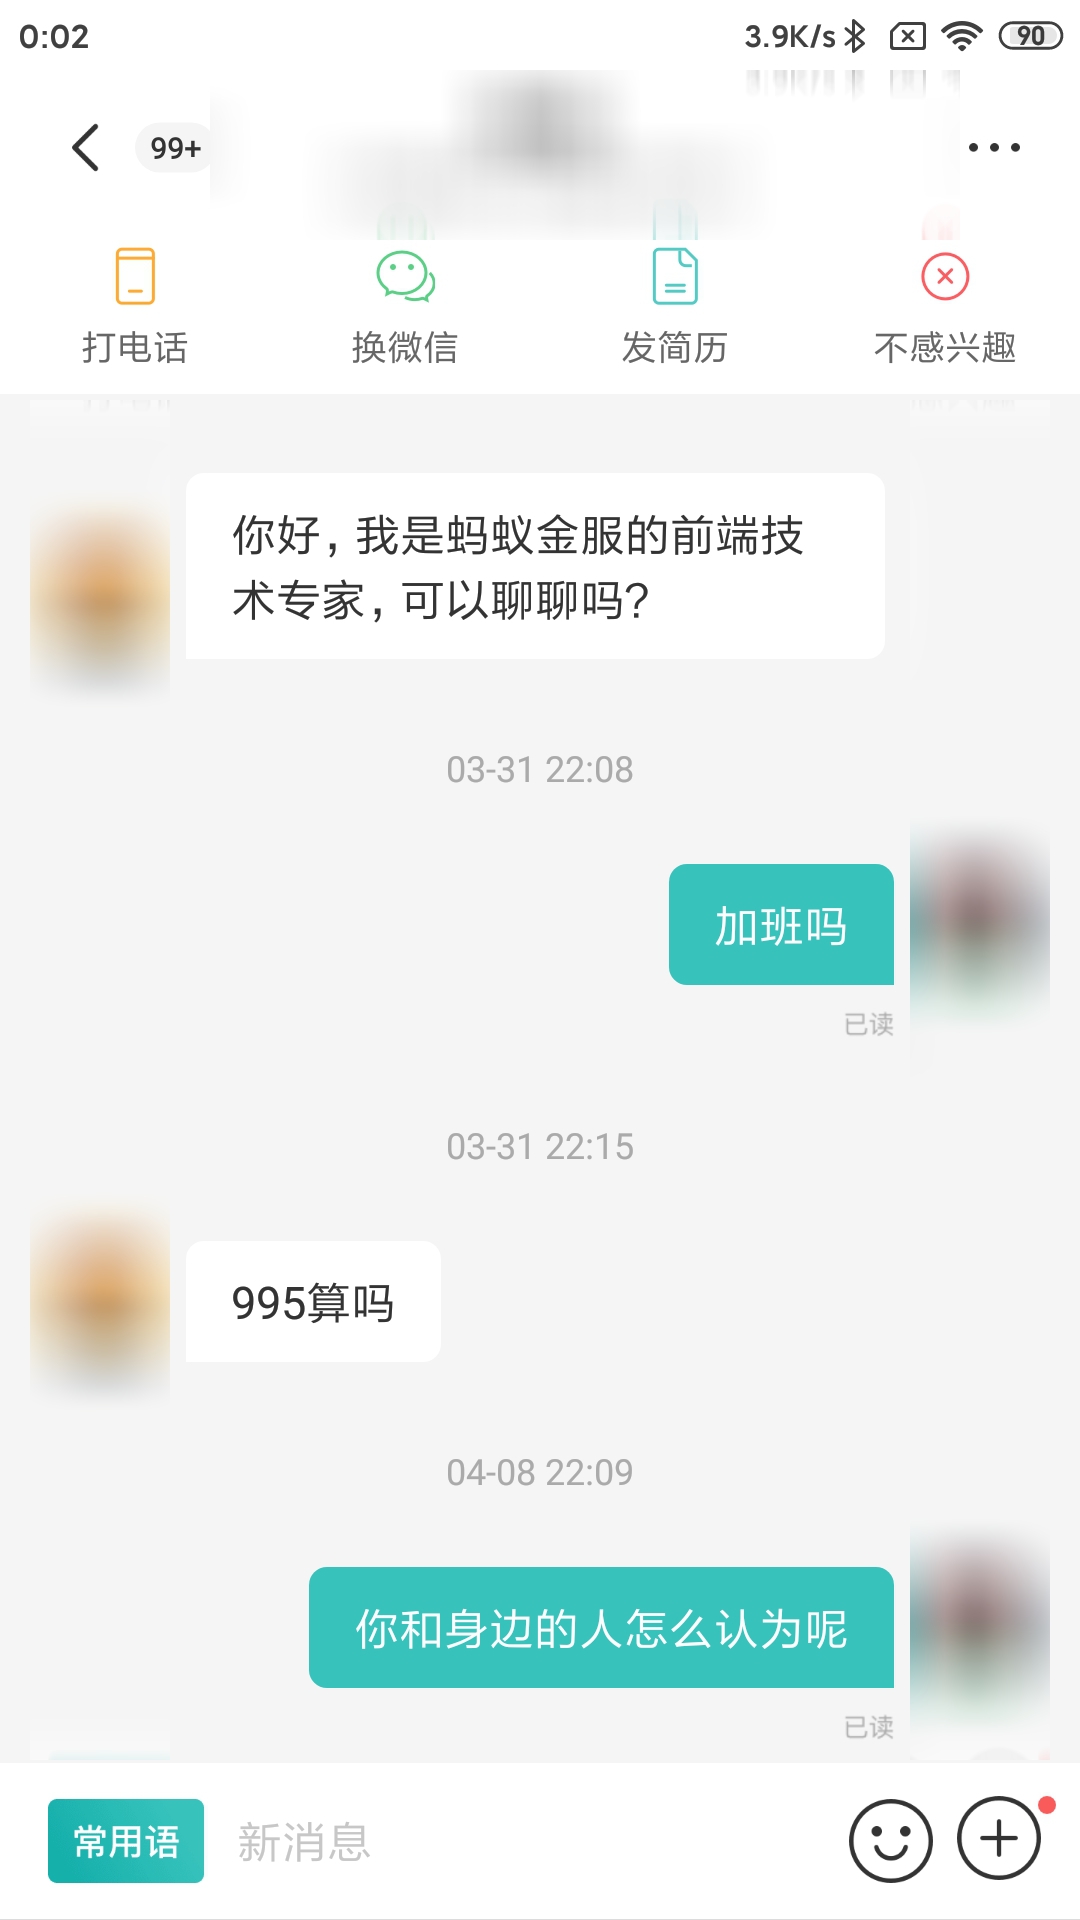 0:02
3.9K/s
90
99+
打电话
换微信
发简历
不感兴趣
你好，我是蚂蚁金服的前端技
术专家，可以聊聊吗？
03-31 22:08
加班吗
已读
03-31 22:15
995算吗
04-08 22:09
你和身边的人怎么认为呢
已读
常用语
新消息